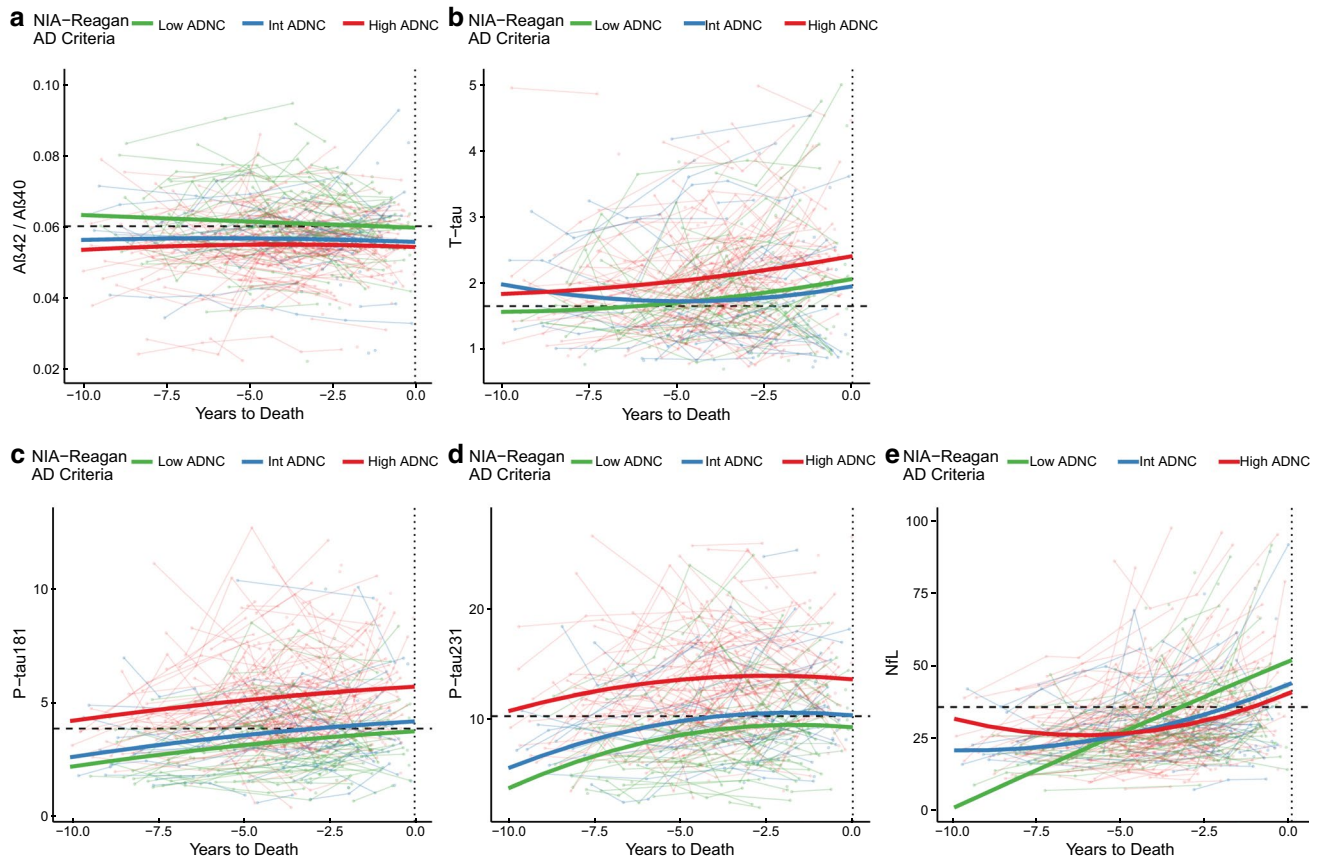 a NIA−Reagan AD Criteria Low ADNC Int ADNC High ADNC
0.10
0.08
0.06
0.04
0.02
Aß42 / Aß40
−10.0 −7.5 −5.0 −2.5 0.0
Years to Death
b NIA−Reagan AD Criteria Low ADNC Int ADNC High ADNC
5
4
3
2
1
T−tau
−10.0 −7.5 −5.0 −2.5 0.0
Years to Death
c NIA−Reagan AD Criteria Low ADNC Int ADNC High ADNC
10
5
0
P−tau181
−10.0 −7.5 −5.0 −2.5 0.0
Years to Death
d NIA−Reagan AD Criteria Low ADNC Int ADNC High ADNC
20
10
P−tau231
−10.0 −7.5 −5.0 −2.5 0.0
Years to Death
e NIA−Reagan AD Criteria Low ADNC Int ADNC High ADNC
100
75
50
25
0
NfL
−10.0 −7.5 −5.0 −2.5 0.0
Years to Death